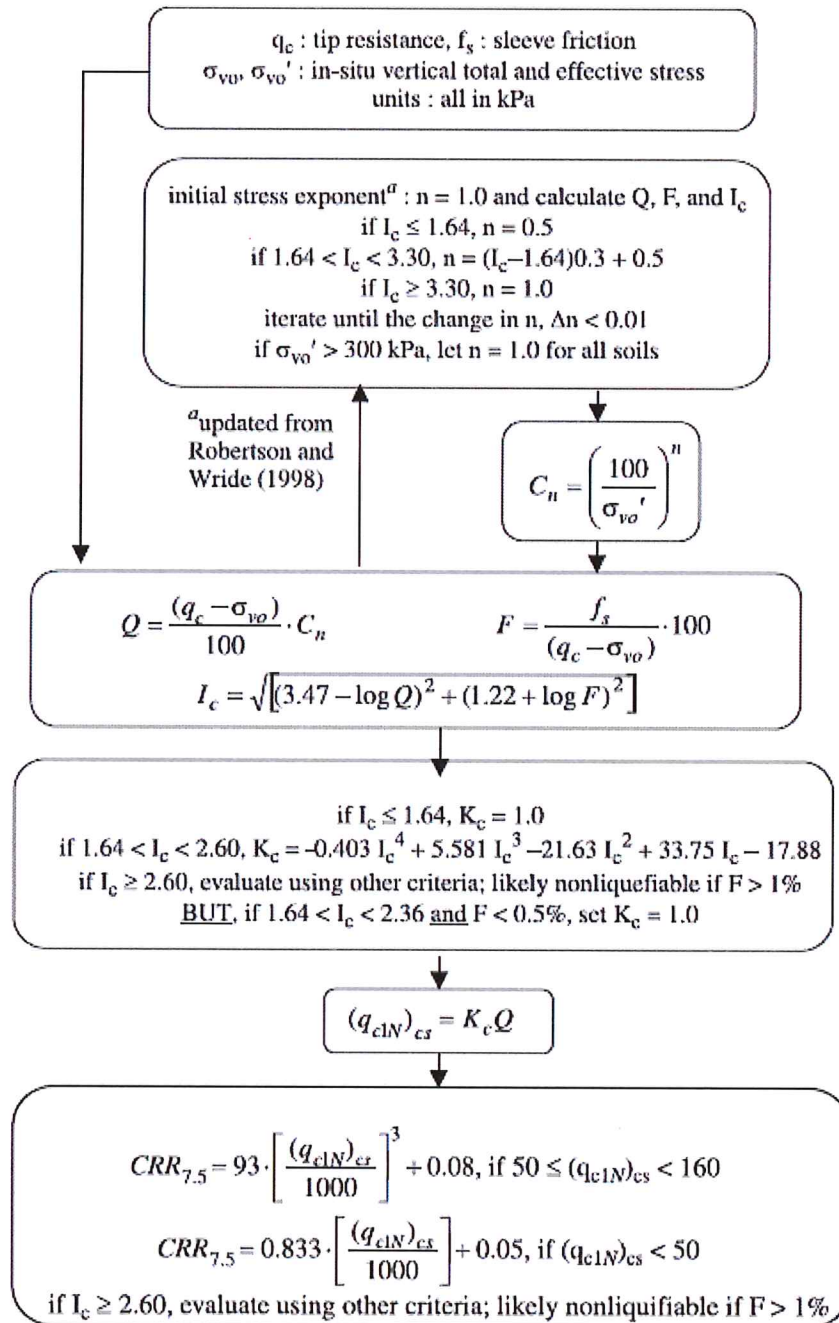 q_c : tip resistance, f_s : sleeve friction
σ_vo, σ_vo' : in-situ vertical total and effective stress
units : all in kPa
initial stress exponent^a : n = 1.0 and calculate Q, F, and I_c
if I_c ≤ 1.64, n = 0.5
if 1.64 < I_c < 3.30, n = (I_c−1.64)0.3 + 0.5
if I_c ≥ 3.30, n = 1.0
iterate until the change in n, Δn < 0.01
if σ_vo' > 300 kPa, let n = 1.0 for all soils
^a updated from
Robertson and
Wride (1998)
C_n = (100 / σ_vo')^n
Q = (q_c − σ_vo) / 100 · C_n
F = f_s / (q_c − σ_vo) · 100
I_c = √[(3.47 − log Q)^2 + (1.22 + log F)^2]
if I_c ≤ 1.64, K_c = 1.0
if 1.64 < I_c < 2.60, K_c = -0.403 I_c^4 + 5.581 I_c^3 −21.63 I_c^2 + 33.75 I_c − 17.88
if I_c ≥ 2.60, evaluate using other criteria; likely nonliquefiable if F > 1%
BUT, if 1.64 < I_c < 2.36 and F < 0.5%, set K_c = 1.0
(q_c1N)_cs = K_c Q
CRR_7.5 = 93 · [(q_c1N)_cs / 1000]^3 + 0.08, if 50 ≤ (q_c1N)_cs < 160
CRR_7.5 = 0.833 · [(q_c1N)_cs / 1000] + 0.05, if (q_c1N)_cs < 50
if I_c ≥ 2.60, evaluate using other criteria; likely nonliquifiable if F > 1%